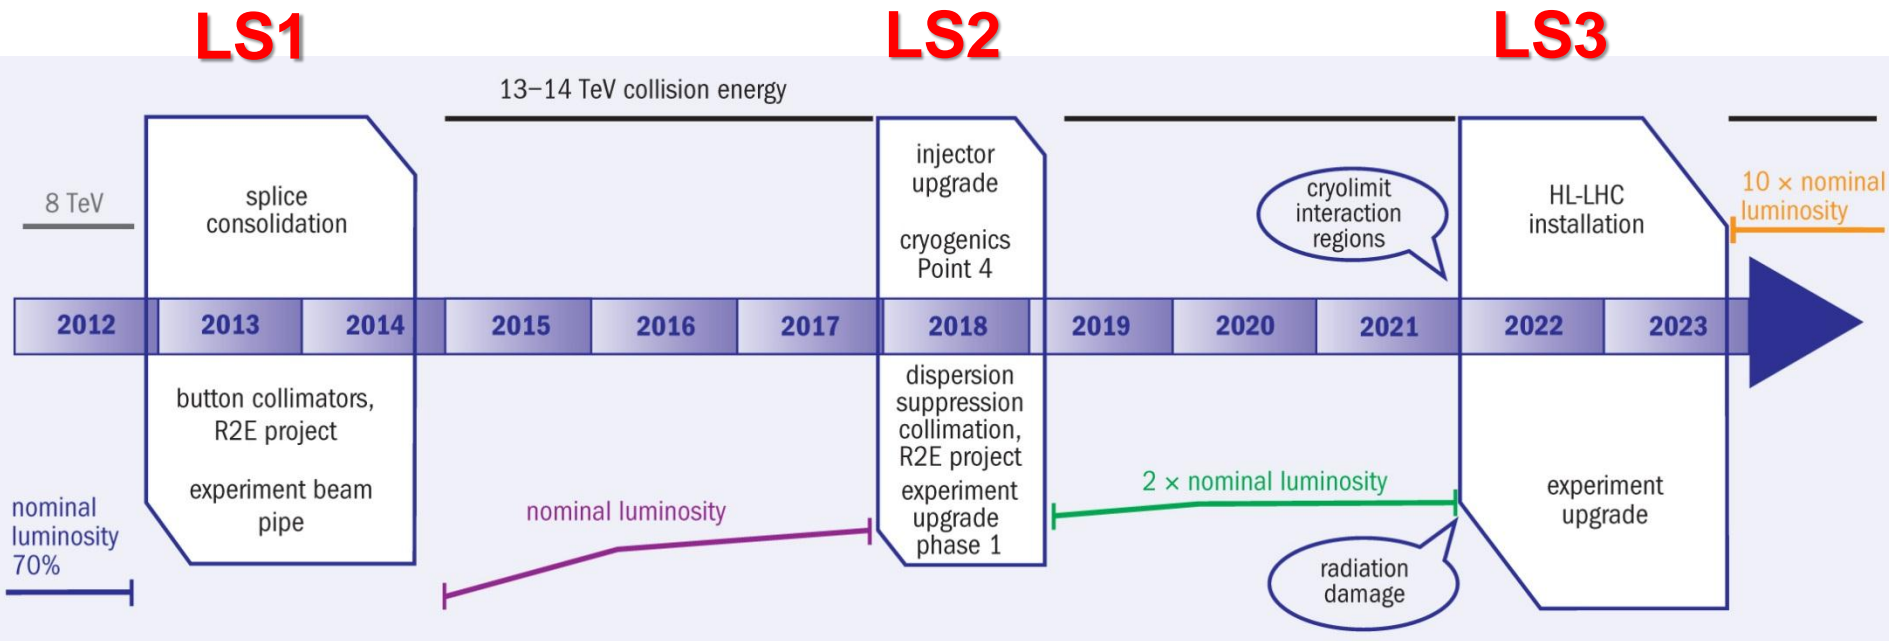 LS1
LS2
LS3
13–14 TeV collision energy
8 TeV
splice
consolidation
injector
upgrade
cryogenics
Point 4
cryolimit
interaction
regions
HL-LHC
installation
10 × nominal
luminosity
2012
2013
2014
2015
2016
2017
2018
2019
2020
2021
2022
2023
nominal
luminosity
70%
button collimators,
R2E project
experiment beam
pipe
nominal luminosity
dispersion
suppression
collimation,
R2E project
experiment
upgrade
phase 1
2 × nominal luminosity
radiation
damage
experiment
upgrade